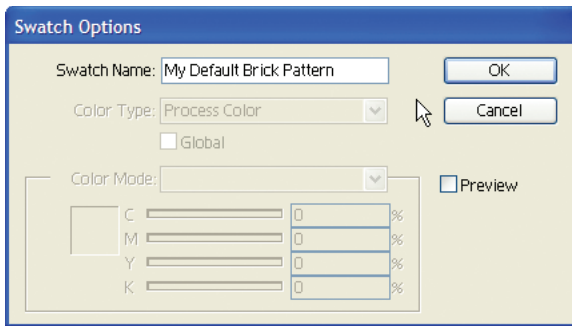 Swatch Options
Swatch Name: My Default Brick Pattern OK
Color Type: Process Color Cancel
Global
Color Mode: Preview
C 0 %
M 0 %
Y 0 %
K 0 %